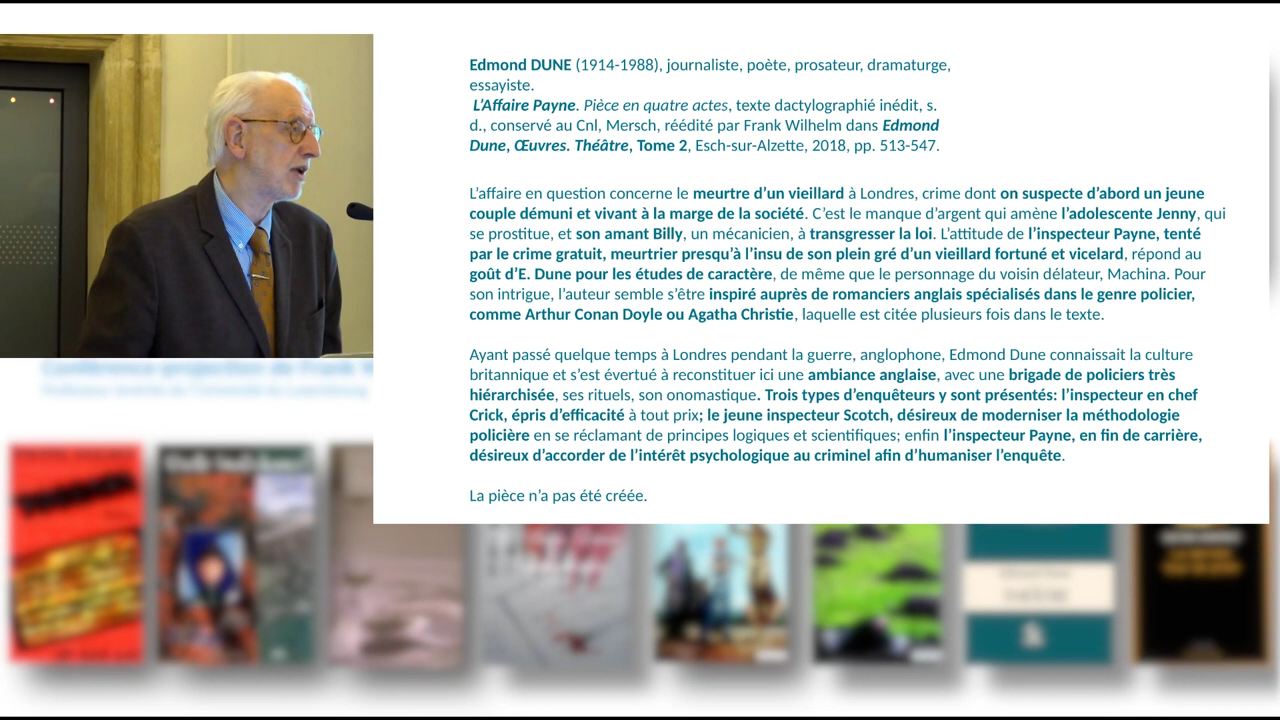 Edmond DUNE (1914-1988), journaliste, poète, prosateur, dramaturge,
essayiste.
L'Affaire Payne. Pièce en quatre actes, texte dactylographié inédit, s.
d., conservé au Cnl, Mersch, réédité par Frank Wilhelm dans Edmond
Dune, Œuvres. Théâtre, Tome 2, Esch-sur-Alzette, 2018, pp. 513-547.
L'affaire en question concerne le meurtre d'un vieillard à Londres, crime dont on suspecte d'abord un jeune
couple démuni et vivant à la marge de la société. C'est le manque d'argent qui amène l'adolescente Jenny, qui
se prostitue, et son amant Billy, un mécanicien, à transgresser la loi. L'attitude de l'inspecteur Payne, tenté
par le crime gratuit, meurtrier presqu'à l'insu de son plein gré d'un vieillard fortuné et vicelard, répond au
goût d'E. Dune pour les études de caractère, de même que le personnage du voisin délateur, Machina. Pour
son intrigue, l'auteur semble s'être inspiré auprès de romanciers anglais spécialisés dans le genre policier,
comme Arthur Conan Doyle ou Agatha Christie, laquelle est citée plusieurs fois dans le texte.
Ayant passé quelque temps à Londres pendant la guerre, anglophone, Edmond Dune connaissait la culture
britannique et s'est évertué à reconstituer ici une ambiance anglaise, avec une brigade de policiers très
hiérarchisée, ses rituels, son onomastique. Trois types d'enquêteurs y sont présentés: l'inspecteur en chef
Crick, épris d'efficacité à tout prix; le jeune inspecteur Scotch, désireux de moderniser la méthodologie
policière en se réclamant de principes logiques et scientifiques; enfin l'inspecteur Payne, en fin de carrière,
désireux d'accorder de l'intérêt psychologique au criminel afin d'humaniser l'enquête.
La pièce n'a pas été créée.
Conférence-projection de Frank